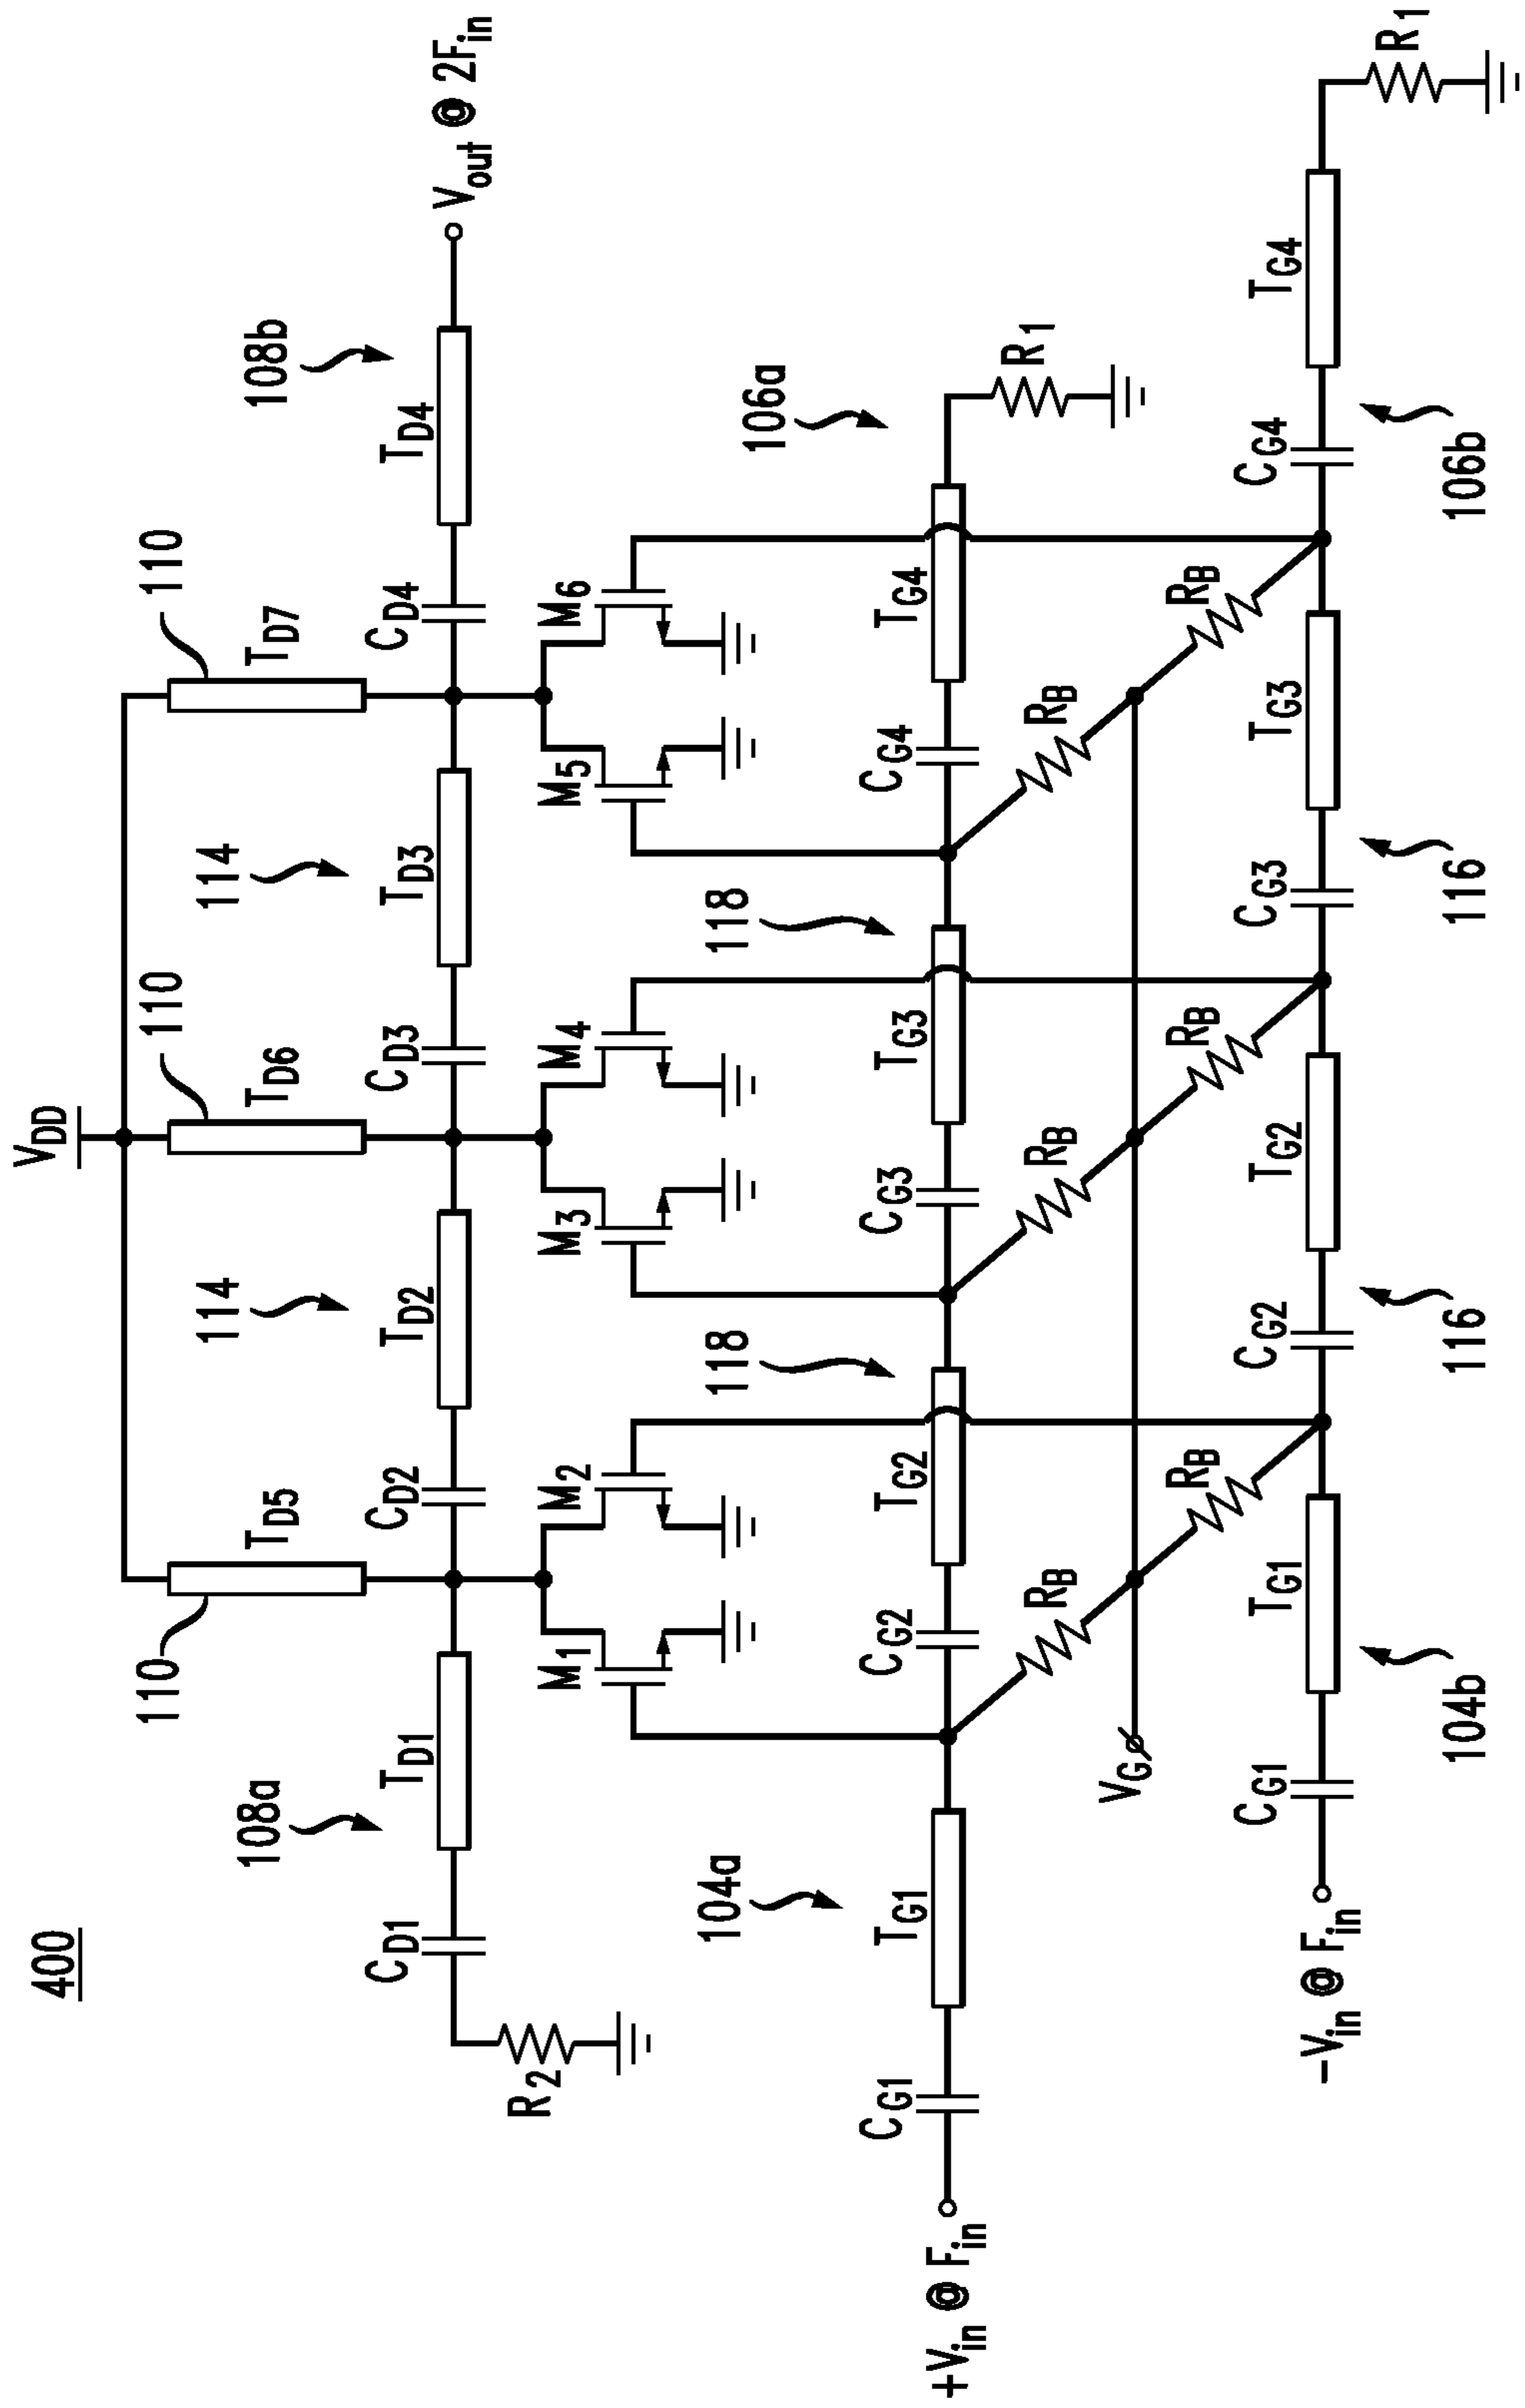 400
V_DD
110
110
110
T_D5
T_D6
T_D7
108a
114
114
108b
C_D1
T_D1
C_D2
T_D2
C_D3
T_D3
C_D4
T_D4
V_out @ 2F_in
R_2
M_1
M_2
M_3
M_4
M_5
M_6
104a
118
118
106a
+V_in @ F_in
C_G1
T_G1
C_G2
T_G2
C_G3
T_G3
C_G4
T_G4
R_1
V_G
R_B
R_B
R_B
R_B
R_B
R_B
-V_in @ F_in
C_G1
T_G1
C_G2
T_G2
C_G3
T_G3
C_G4
T_G4
R_1
104b
116
116
106b